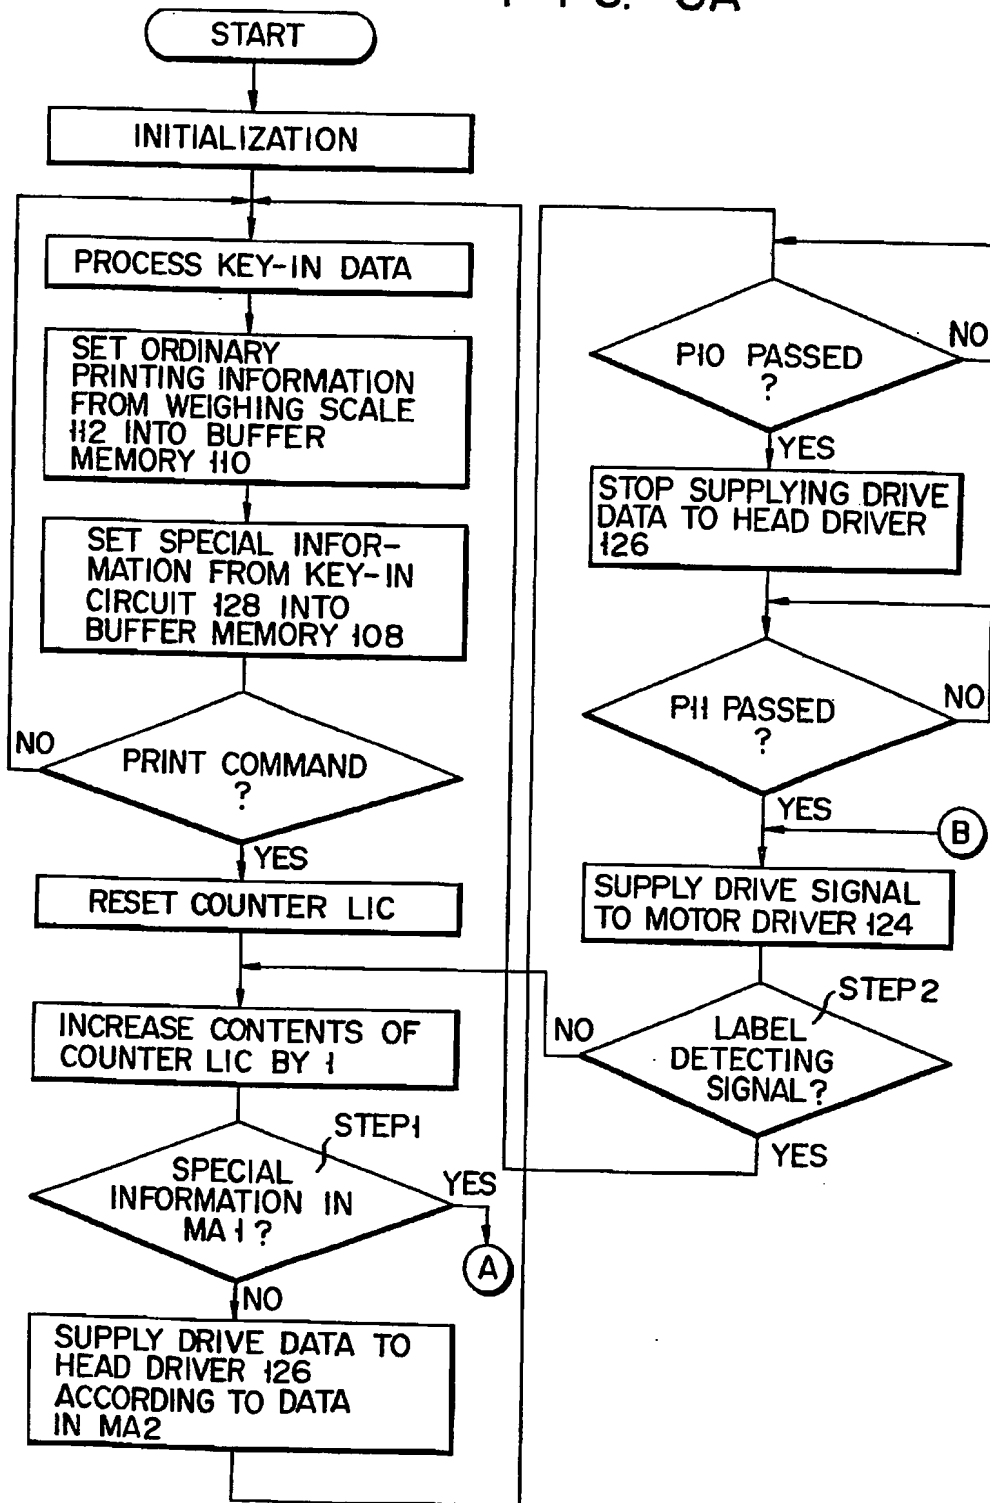 START
INITIALIZATION
PROCESS KEY-IN DATA
SET ORDINARY
PRINTING INFORMATION
FROM WEIGHING SCALE
112 INTO BUFFER
MEMORY 110
SET SPECIAL INFOR-
MATION FROM KEY-IN
CIRCUIT 128 INTO
BUFFER MEMORY 108
NO
PRINT COMMAND
?
YES
RESET COUNTER LIC
INCREASE CONTENTS OF
COUNTER LIC BY 1
STEP1
SPECIAL
INFORMATION IN
MA1?
YES
A
NO
SUPPLY DRIVE DATA TO
HEAD DRIVER 126
ACCORDING TO DATA
IN MA2
P10 PASSED
?
NO
YES
STOP SUPPLYING DRIVE
DATA TO HEAD DRIVER
126
P11 PASSED
?
NO
YES
B
SUPPLY DRIVE SIGNAL
TO MOTOR DRIVER 124
STEP2
NO
LABEL
DETECTING
SIGNAL?
YES